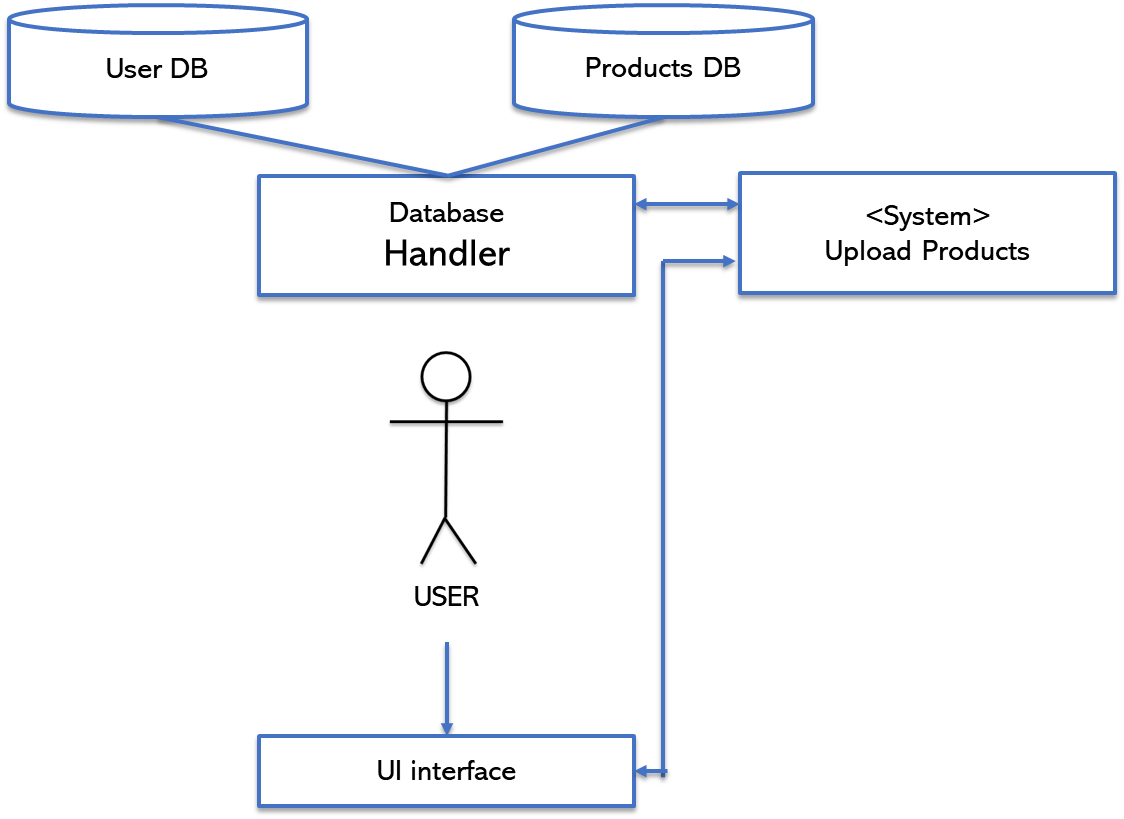 User DB
Products DB
Database
Handler
<System>
Upload Products
USER
UI interface